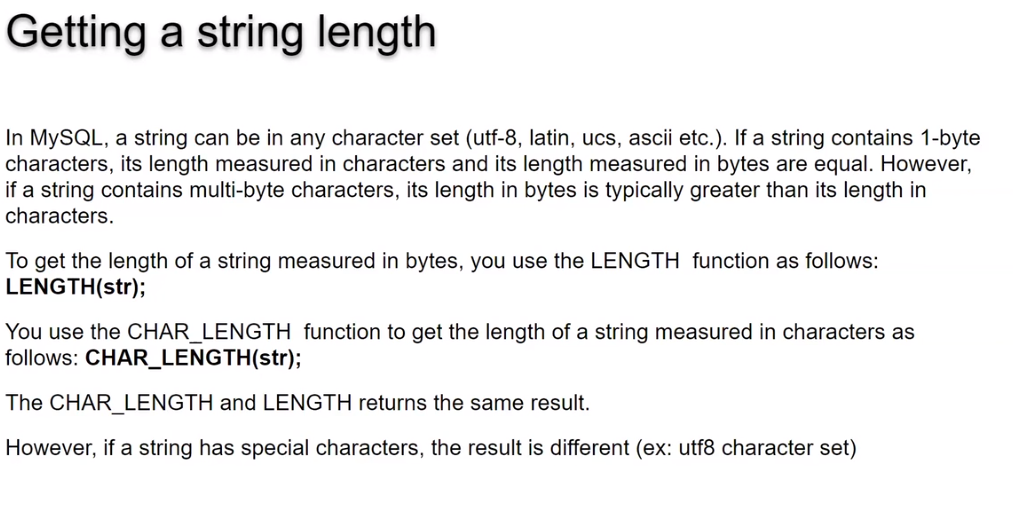 Getting a string length
In MySQL, a string can be in any character set (utf-8, latin, ucs, ascii etc.). If a string contains 1-byte
characters, its length measured in characters and its length measured in bytes are equal. However,
if a string contains multi-byte characters, its length in bytes is typically greater than its length in
characters.
To get the length of a string measured in bytes, you use the LENGTH  function as follows:
LENGTH(str);
You use the CHAR_LENGTH  function to get the length of a string measured in characters as
follows: CHAR_LENGTH(str);
The CHAR_LENGTH and LENGTH returns the same result.
However, if a string has special characters, the result is different (ex: utf8 character set)